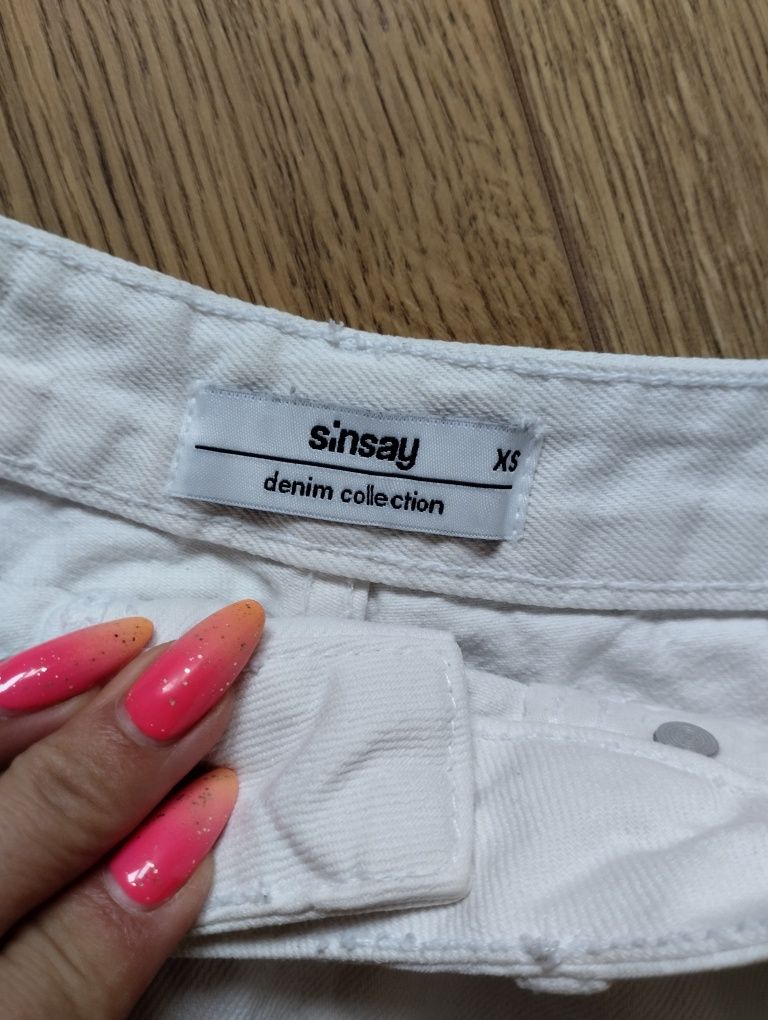 sinsay
XS
denim collection